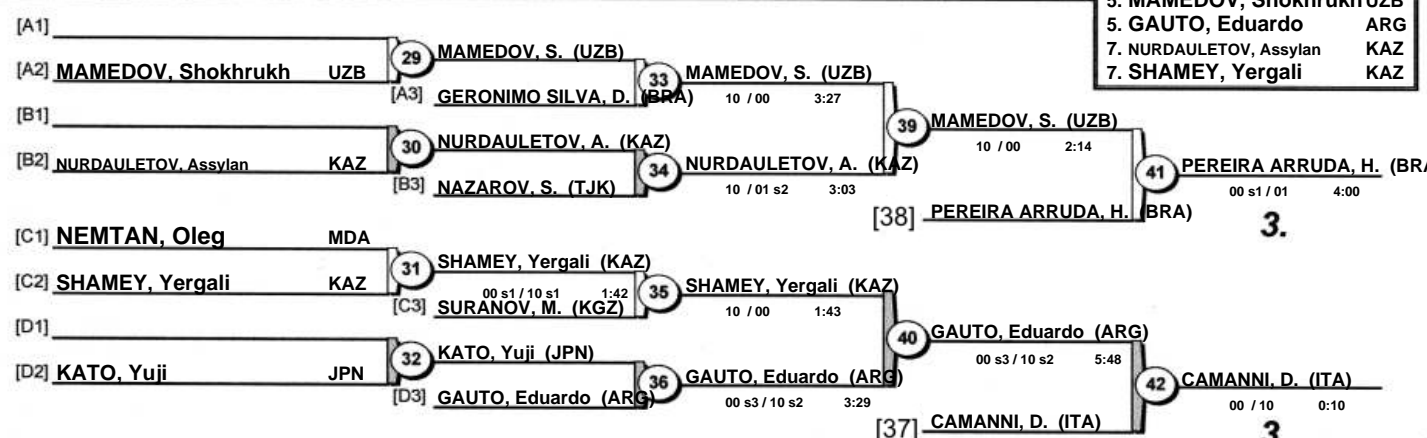 5. MAMEDOV, Shokhrukh UZB
5. GAUTO, Eduardo ARG
7. NURDAULETOV, Assylan KAZ
7. SHAMEY, Yergali KAZ
[A1]
[A2] MAMEDOV, Shokhrukh UZB
29 MAMEDOV, S. (UZB)
[A3] GERONIMO SILVA, D. (BRA)
33 MAMEDOV, S. (UZB)
10 / 00 3:27
[B1]
[B2] NURDAULETOV, Assylan KAZ
30 NURDAULETOV, A. (KAZ)
[B3] NAZAROV, S. (TJK)
34 NURDAULETOV, A. (KAZ)
10 / 01 s2 3:03
39 MAMEDOV, S. (UZB)
10 / 00 2:14
[38] PEREIRA ARRUDA, H. (BRA)
41 PEREIRA ARRUDA, H. (BRA
00 s1 / 01 4:00
3.
[C1] NEMTAN, Oleg MDA
[C2] SHAMEY, Yergali KAZ
31 SHAMEY, Yergali (KAZ)
00 s1 / 10 s1 1:42
[C3] SURANOV, M. (KGZ)
35 SHAMEY, Yergali (KAZ)
10 / 00 1:43
[D1]
[D2] KATO, Yuji JPN
32 KATO, Yuji (JPN)
[D3] GAUTO, Eduardo (ARG)
36 GAUTO, Eduardo (ARG)
00 s3 / 10 s2 3:29
40 GAUTO, Eduardo (ARG)
00 s3 / 10 s2 5:48
[37] CAMANNI, D. (ITA)
42 CAMANNI, D. (ITA)
00 / 10 0:10
3